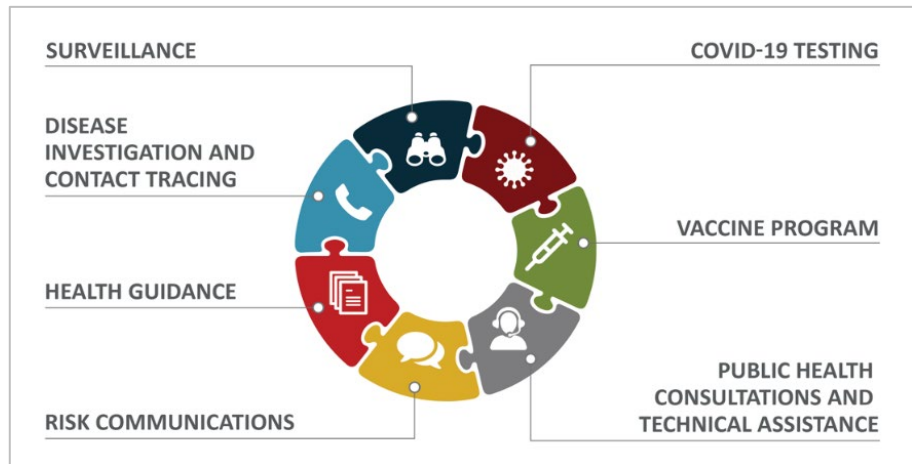 SURVEILLANCE
DISEASE
INVESTIGATION AND
CONTACT TRACING
HEALTH GUIDANCE
RISK COMMUNICATIONS
COVID-19 TESTING
VACCINE PROGRAM
PUBLIC HEALTH
CONSULTATIONS AND
TECHNICAL ASSISTANCE